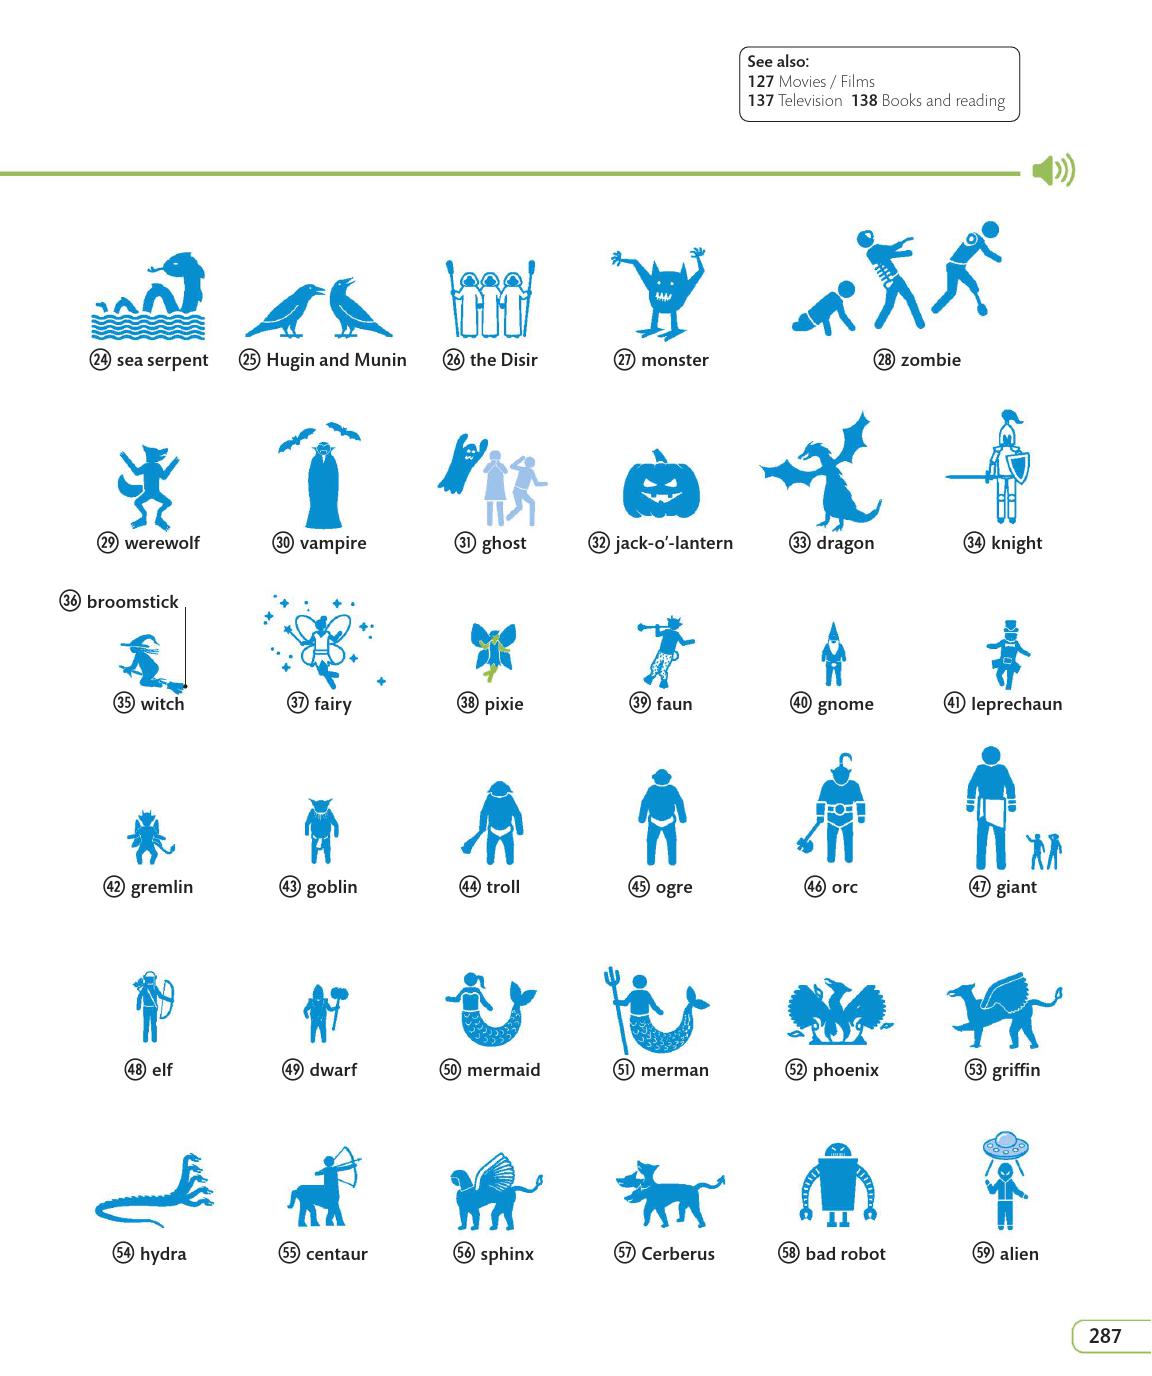 See also:
127 Movies / Films
137 Television 138 Books and reading
24 sea serpent
25 Hugin and Munin
26 the Disir
27 monster
28 zombie
29 werewolf
30 vampire
31 ghost
32 jack-o’-lantern
33 dragon
34 knight
36 broomstick
35 witch
37 fairy
38 pixie
39 faun
40 gnome
41 leprechaun
42 gremlin
43 goblin
44 troll
45 ogre
46 orc
47 giant
48 elf
49 dwarf
50 mermaid
51 merman
52 phoenix
53 griffin
54 hydra
55 centaur
56 sphinx
57 Cerberus
58 bad robot
59 alien
287